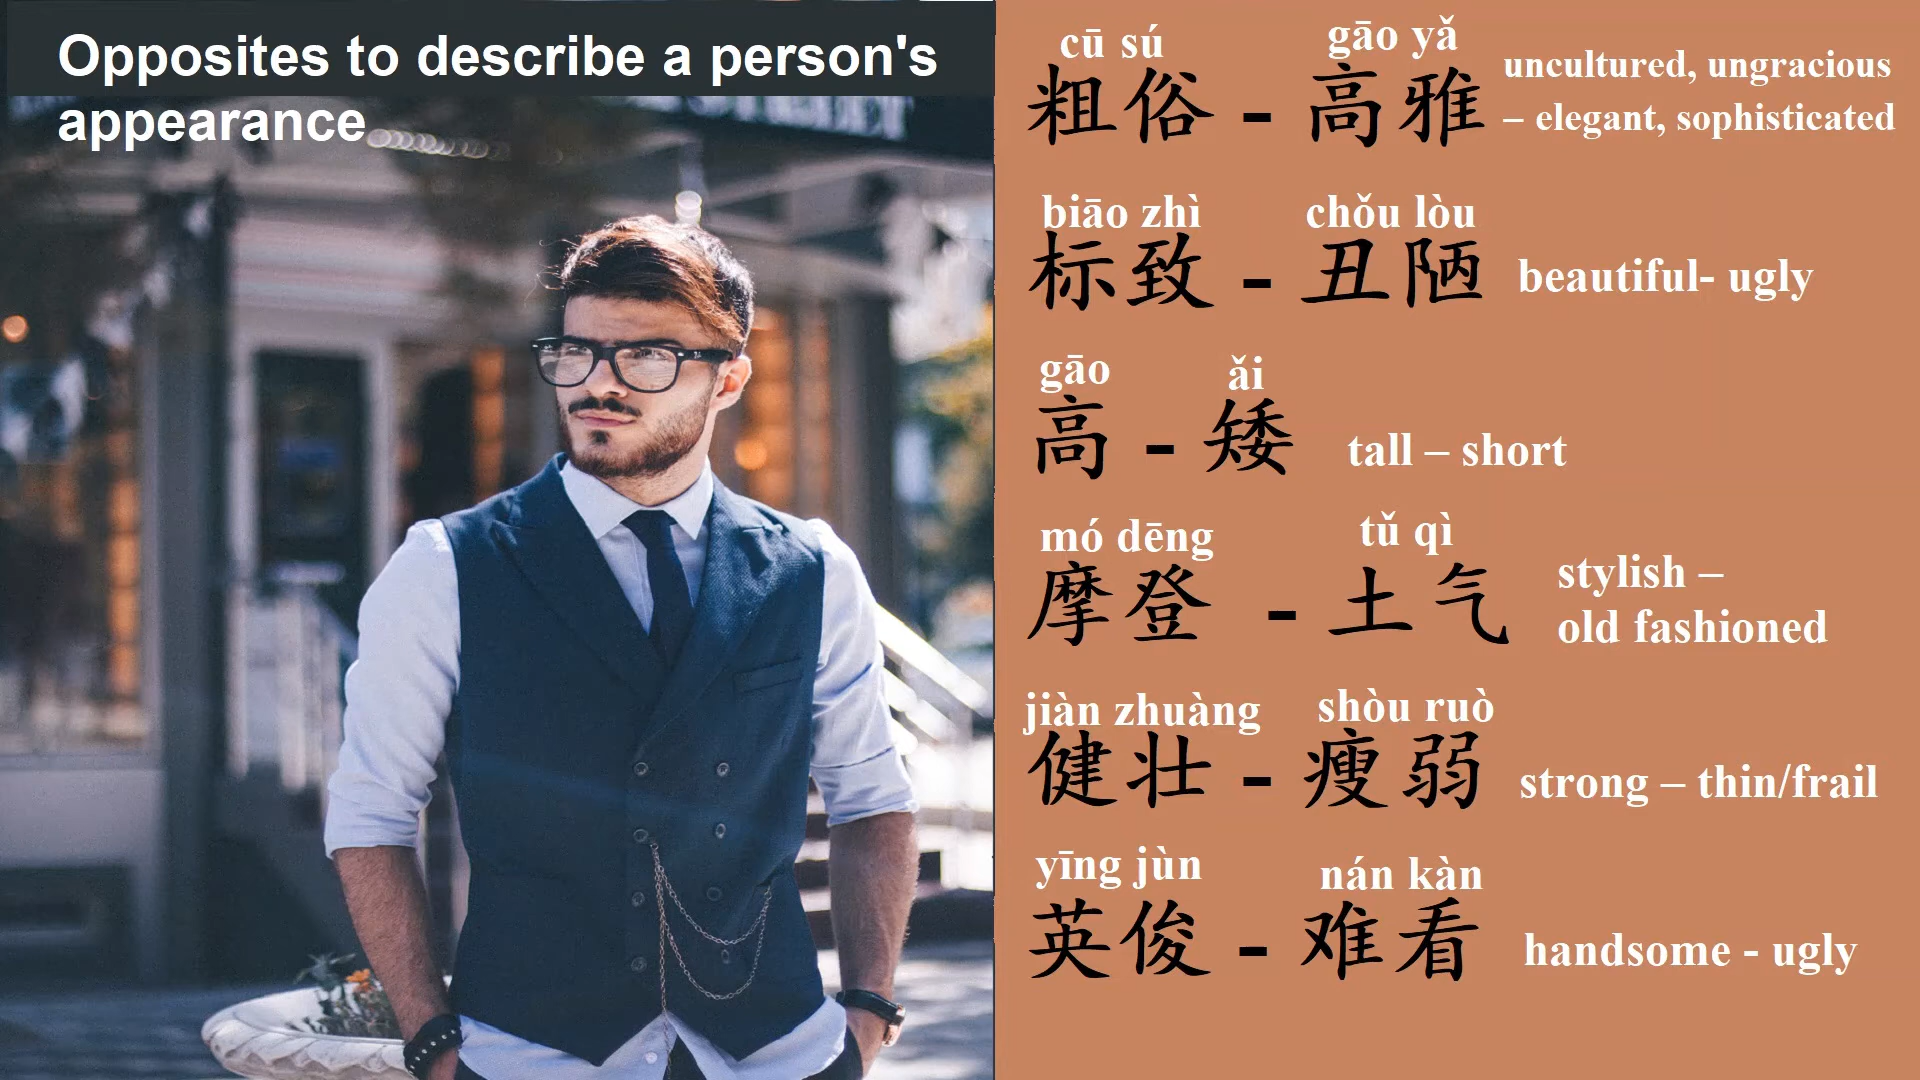 Opposites to describe a person's
appearance
cū sú gāo yǎ
粗俗 - 高雅
uncultured, ungracious
– elegant, sophisticated
biāo zhì chǒu lòu
标致 - 丑陋 beautiful- ugly
gāo ǎi
高 - 矮 tall – short
mó dēng tǔ qì
摩登 - 土气
stylish –
old fashioned
jiàn zhuàng shòu ruò
健壮 - 瘦弱 strong – thin/frail
yīng jùn nán kàn
英俊 - 难看 handsome - ugly